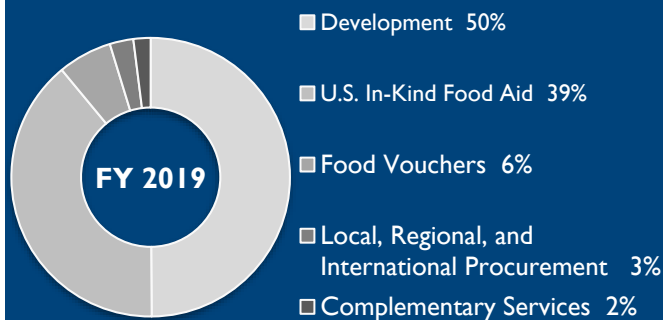 FY 2019
Development 50%
U.S. In-Kind Food Aid 39%
Food Vouchers 6%
Local, Regional, and
International Procurement 3%
Complementary Services 2%